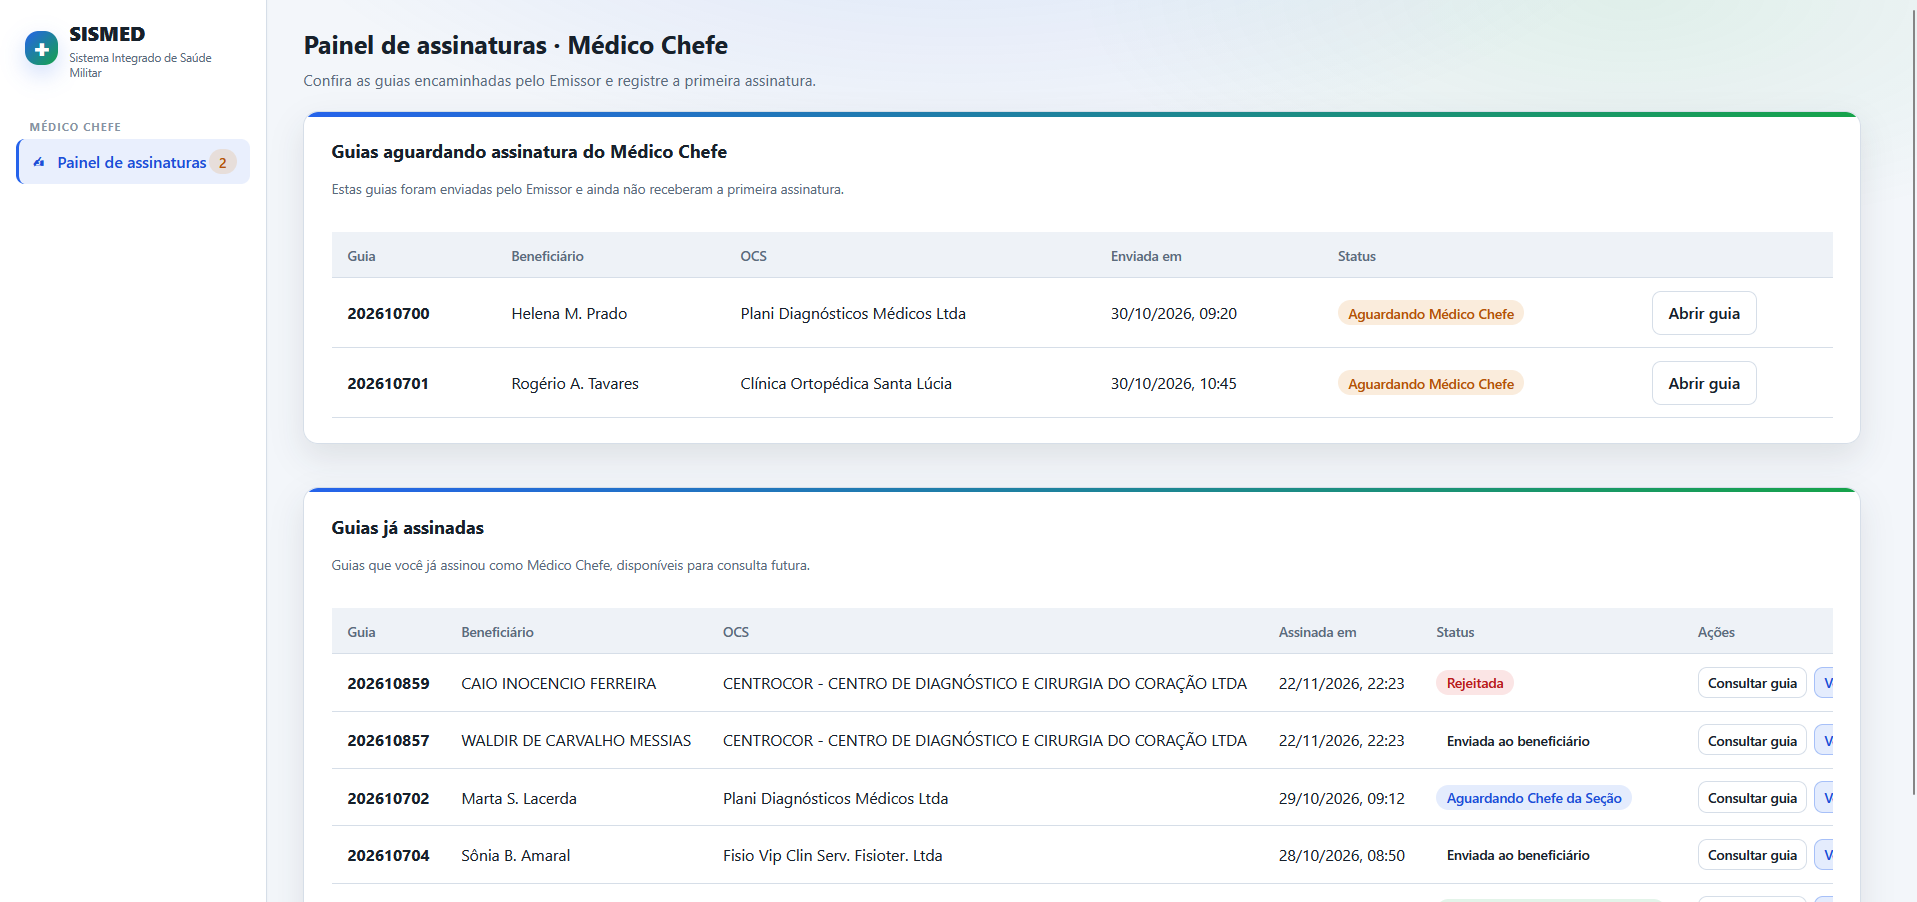 SISMED
Sistema Integrado de Saúde
Militar
MÉDICO CHEFE
Painel de assinaturas 2
Painel de assinaturas · Médico Chefe
Confira as guias encaminhadas pelo Emissor e registre a primeira assinatura.
Guias aguardando assinatura do Médico Chefe
Estas guias foram enviadas pelo Emissor e ainda não receberam a primeira assinatura.
Guia Beneficiário OCS Enviada em Status
202610700 Helena M. Prado Plani Diagnósticos Médicos Ltda 30/10/2026, 09:20 Aguardando Médico Chefe Abrir guia
202610701 Rogério A. Tavares Clínica Ortopédica Santa Lúcia 30/10/2026, 10:45 Aguardando Médico Chefe Abrir guia
Guias já assinadas
Guias que você já assinou como Médico Chefe, disponíveis para consulta futura.
Guia Beneficiário OCS Assinada em Status Ações
202610859 CAIO INOCENCIO FERREIRA CENTROCOR - CENTRO DE DIAGNÓSTICO E CIRURGIA DO CORAÇÃO LTDA 22/11/2026, 22:23 Rejeitada Consultar guia
202610857 WALDIR DE CARVALHO MESSIAS CENTROCOR - CENTRO DE DIAGNÓSTICO E CIRURGIA DO CORAÇÃO LTDA 22/11/2026, 22:23 Enviada ao beneficiário Consultar guia
202610702 Marta S. Lacerda Plani Diagnósticos Médicos Ltda 29/10/2026, 09:12 Aguardando Chefe da Seção Consultar guia
202610704 Sônia B. Amaral Fisio Vip Clin Serv. Fisioter. Ltda 28/10/2026, 08:50 Enviada ao beneficiário Consultar guia